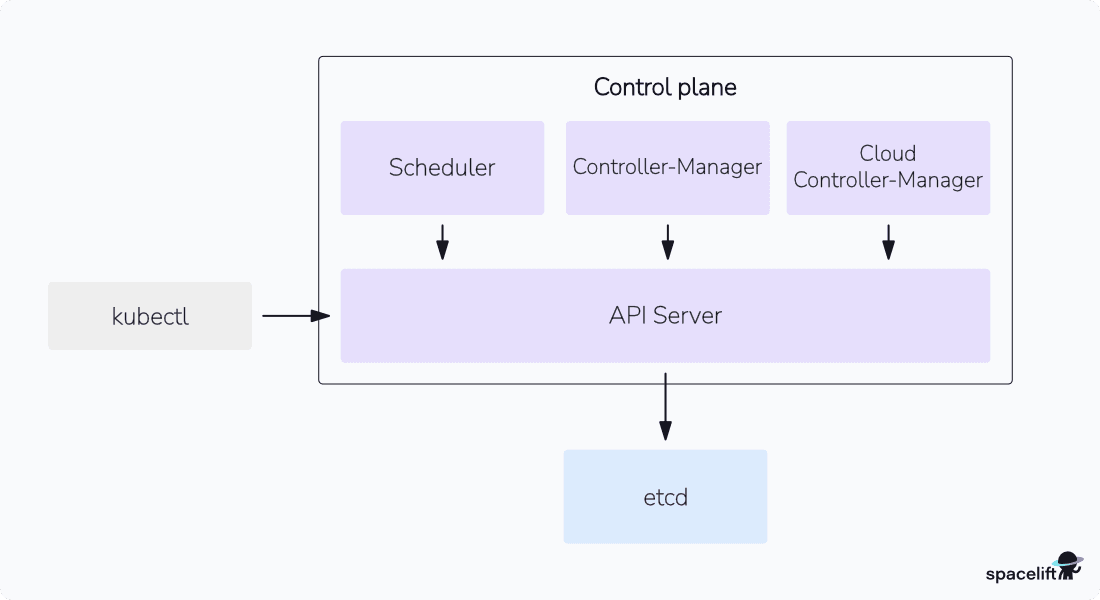 Control plane
Scheduler
Controller-Manager
Cloud
Controller-Manager
kubectl
API Server
etcd
spacelift